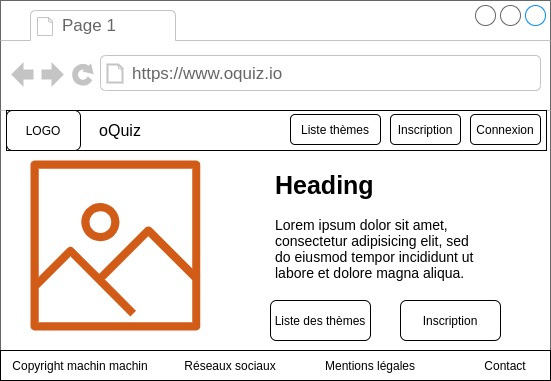 Page 1
https://www.oquiz.io
LOGO
oQuiz
Liste thèmes
Inscription
Connexion
Heading
Lorem ipsum dolor sit amet,
consectetur adipisicing elit, sed
do eiusmod tempor incididunt ut
labore et dolore magna aliqua.
Liste des thèmes
Inscription
Copyright machin machin
Réseaux sociaux
Mentions légales
Contact